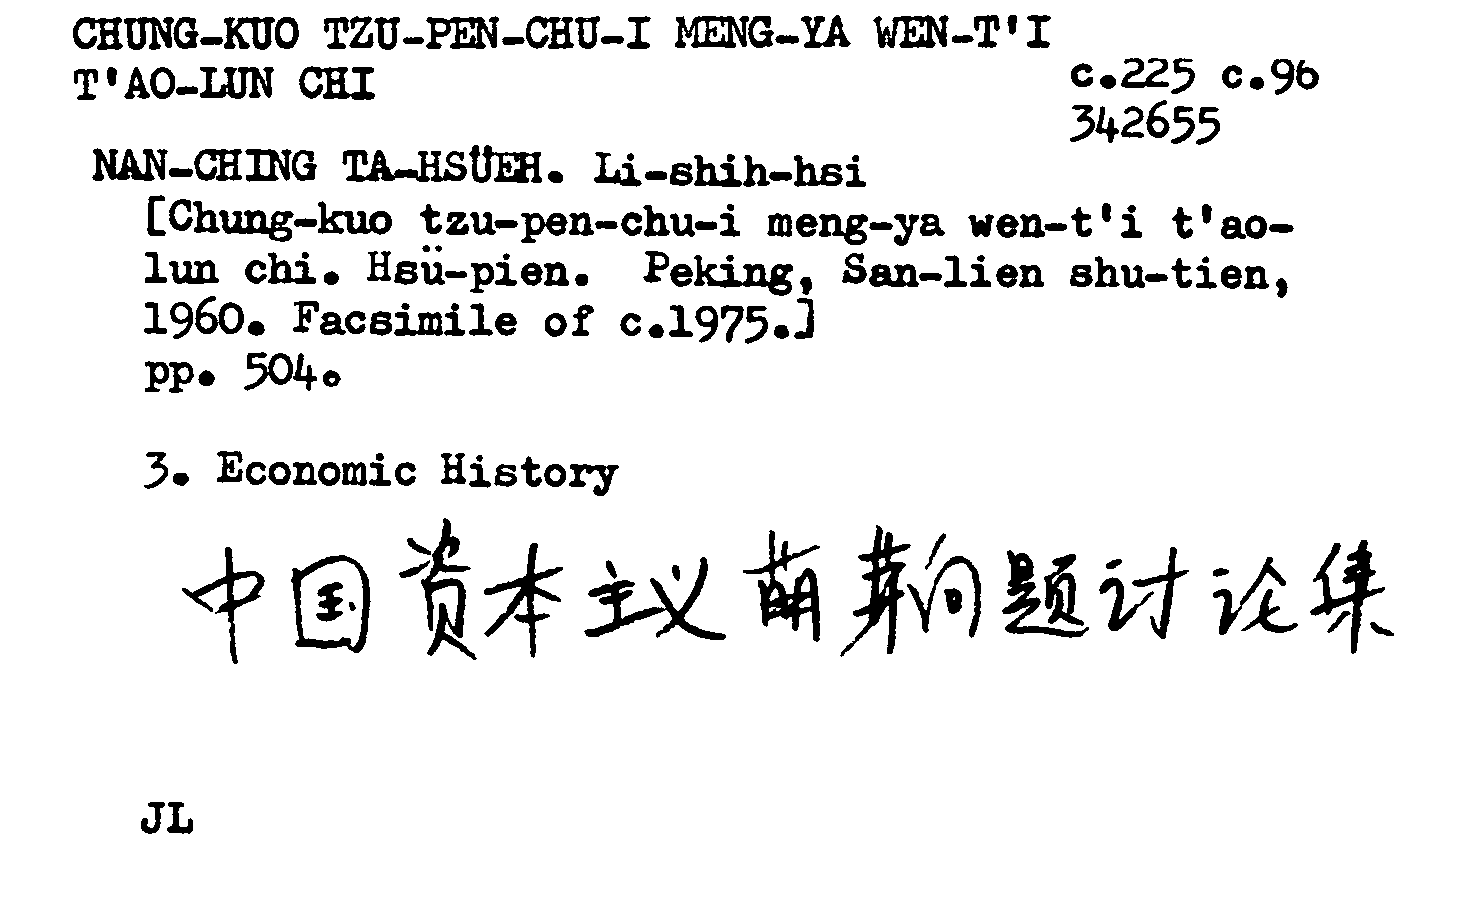 CHUNG-KUO TZU-PEN-CHU-I MENG-YA WEN-T'I
T'AO-LUN CHI
c.225 c.96
342655
NAN-CHING TA-HSÜEH. Li-shih-hsi
[Chung-kuo tzu-pen-chu-i meng-ya wen-t'i t'ao-
lun chi. Hsü-pien. Peking, San-lien shu-tien,
1960. Facsimile of c.1975.]
pp. 504.
3. Economic History
中国资本主义萌芽问题讨论集
JL